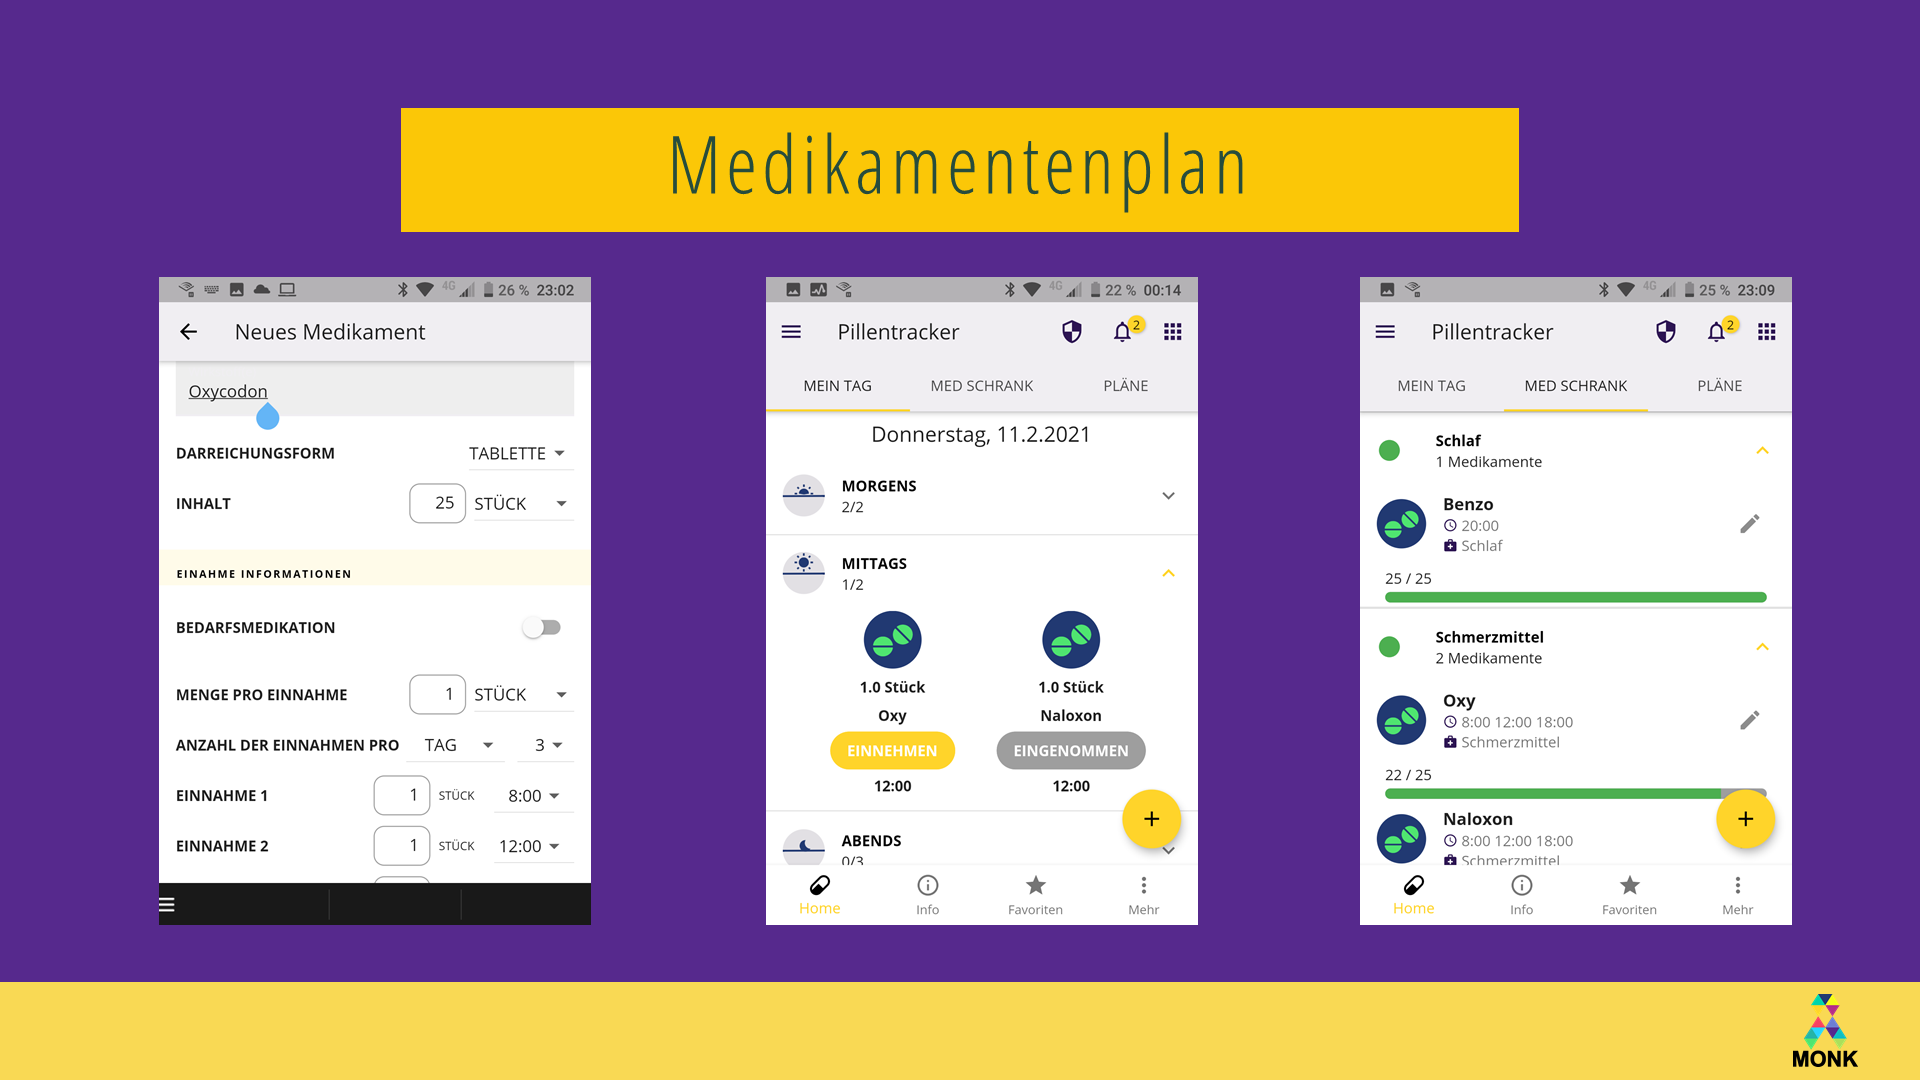 Medikamentenplan
4G 26 % 23:02
Neues Medikament
Oxycodon
DARREICHUNGSFORM TABLETTE
INHALT 25 STÜCK
EINAHME INFORMATIONEN
BEDARFSMEDIKATION
MENGE PRO EINNAHME 1 STÜCK
ANZAHL DER EINNAHMEN PRO TAG 3
EINNAHME 1 1 STÜCK 8:00
EINNAHME 2 1 STÜCK 12:00
4G 22 % 00:14
Pillentracker 2
MEIN TAG MED SCHRANK PLÄNE
Donnerstag, 11.2.2021
MORGENS
2/2
MITTAGS
1/2
1.0 Stück 1.0 Stück
Oxy Naloxon
EINNEHMEN EINGENOMMEN
12:00 12:00
+
ABENDS
0/3
Home Info Favoriten Mehr
4G 25 % 23:09
Pillentracker 2
MEIN TAG MED SCHRANK PLÄNE
Schlaf
1 Medikamente
Benzo
20:00
Schlaf
25 / 25
Schmerzmittel
2 Medikamente
Oxy
8:00 12:00 18:00
Schmerzmittel
22 / 25
Naloxon
8:00 12:00 18:00
+
Schmerzmittel
Home Info Favoriten Mehr
MONK